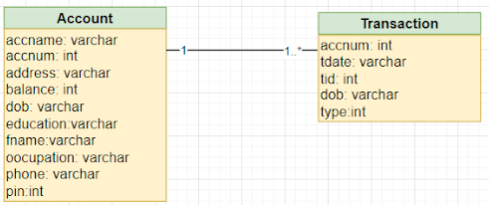 Account
accname: varchar
accnum: int
address: varchar
balance: int
dob: varchar
education:varchar
fname:varchar
oocupation: varchar
phone: varchar
pin:int
1
1..*
Transaction
accnum: int
tdate: varchar
tid: int
dob: varchar
type:int